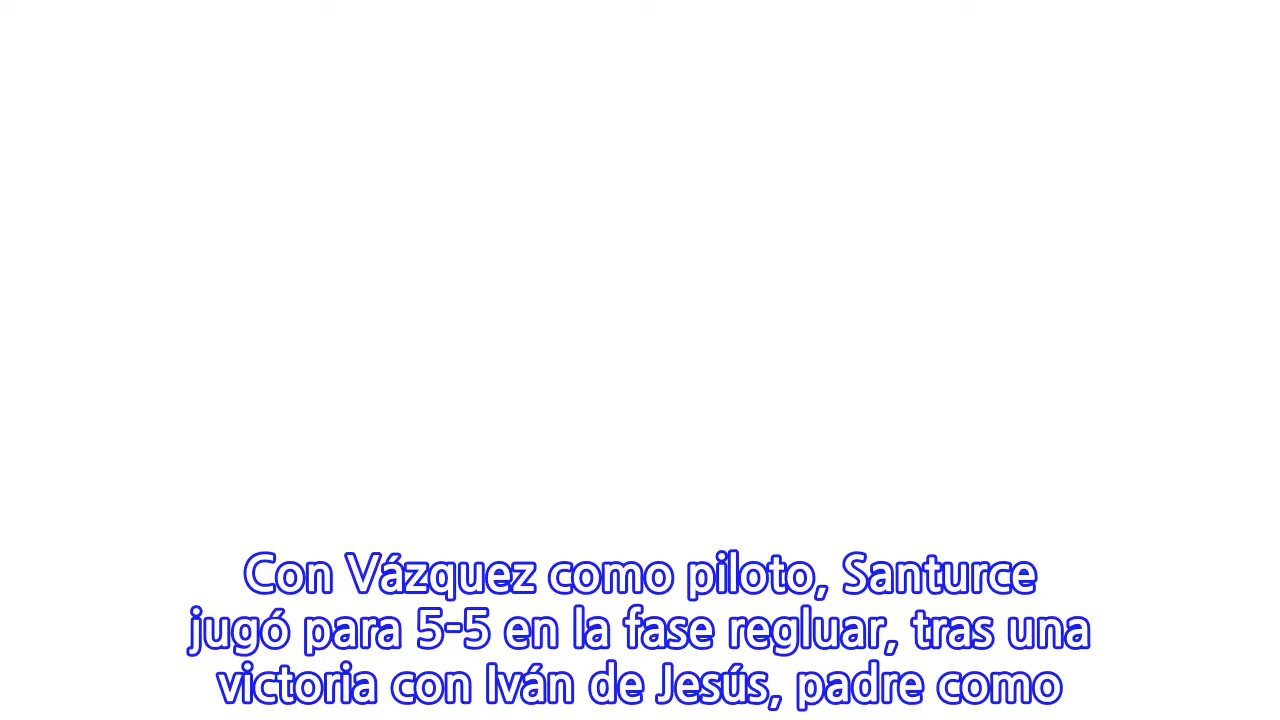 Con Vázquez como piloto, Santurce
jugó para 5-5 en la fase regluar, tras una
victoria con Iván de Jesús, padre como